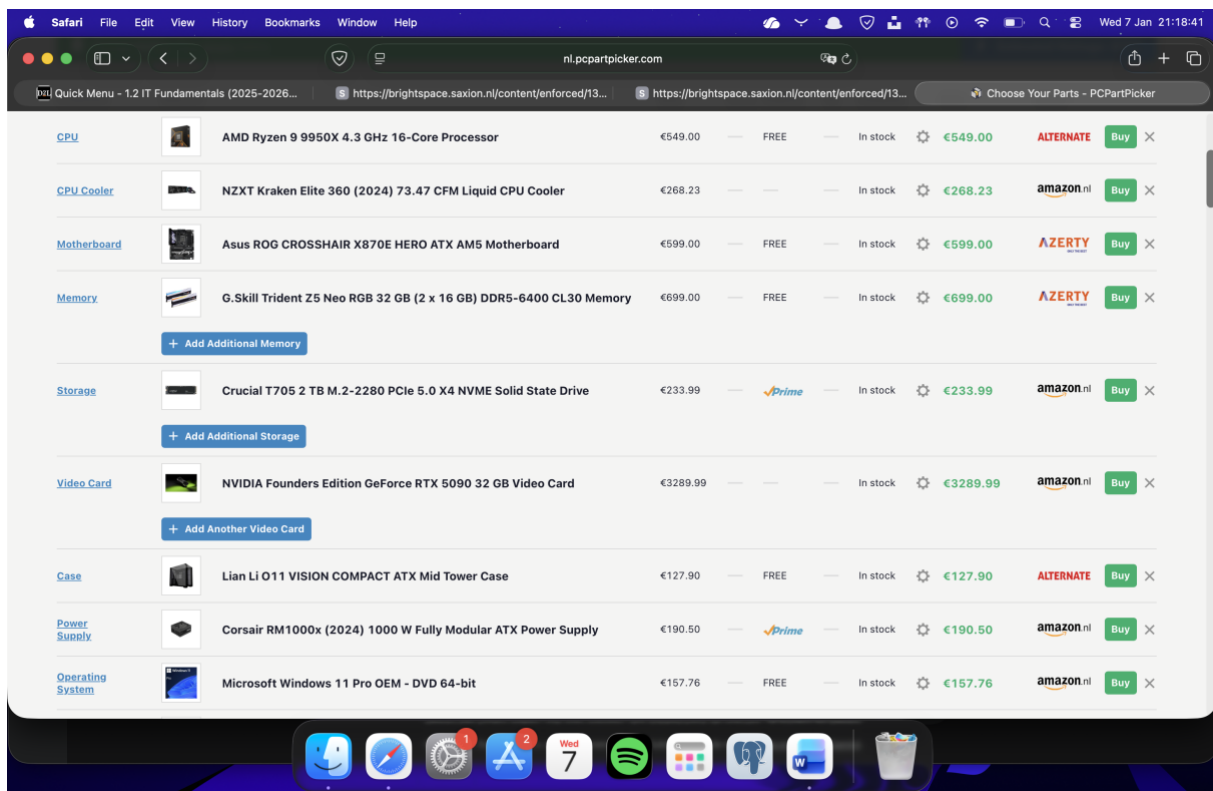 Safari File Edit View History Bookmarks Window Help Wed 7 Jan 21:18:41
nl.pcpartpicker.com
Quick Menu - 1.2 IT Fundamentals (2025-2026... S https://brightspace.saxion.nl/content/enforced/13... S https://brightspace.saxion.nl/content/enforced/13... Choose Your Parts - PCPartPicker
CPU AMD Ryzen 9 9950X 4.3 GHz 16-Core Processor €549.00 — FREE — In stock €549.00 ALTERNATE Buy
CPU Cooler NZXT Kraken Elite 360 (2024) 73.47 CFM Liquid CPU Cooler €268.23 — — In stock €268.23 amazon.nl Buy
Motherboard Asus ROG CROSSHAIR X870E HERO ATX AM5 Motherboard €599.00 — FREE — In stock €599.00 AZERTY Buy
Memory G.Skill Trident Z5 Neo RGB 32 GB (2 x 16 GB) DDR5-6400 CL30 Memory €699.00 — FREE — In stock €699.00 AZERTY Buy
+ Add Additional Memory
Storage Crucial T705 2 TB M.2-2280 PCIe 5.0 X4 NVME Solid State Drive €233.99 — Prime — In stock €233.99 amazon.nl Buy
+ Add Additional Storage
Video Card NVIDIA Founders Edition GeForce RTX 5090 32 GB Video Card €3289.99 — — In stock €3289.99 amazon.nl Buy
+ Add Another Video Card
Case Lian Li O11 VISION COMPACT ATX Mid Tower Case €127.90 — FREE — In stock €127.90 ALTERNATE Buy
Power Supply Corsair RM1000x (2024) 1000 W Fully Modular ATX Power Supply €190.50 — Prime — In stock €190.50 amazon.nl Buy
Operating System Microsoft Windows 11 Pro OEM - DVD 64-bit €157.76 — FREE — In stock €157.76 amazon.nl Buy
1 2 Wed
7 W